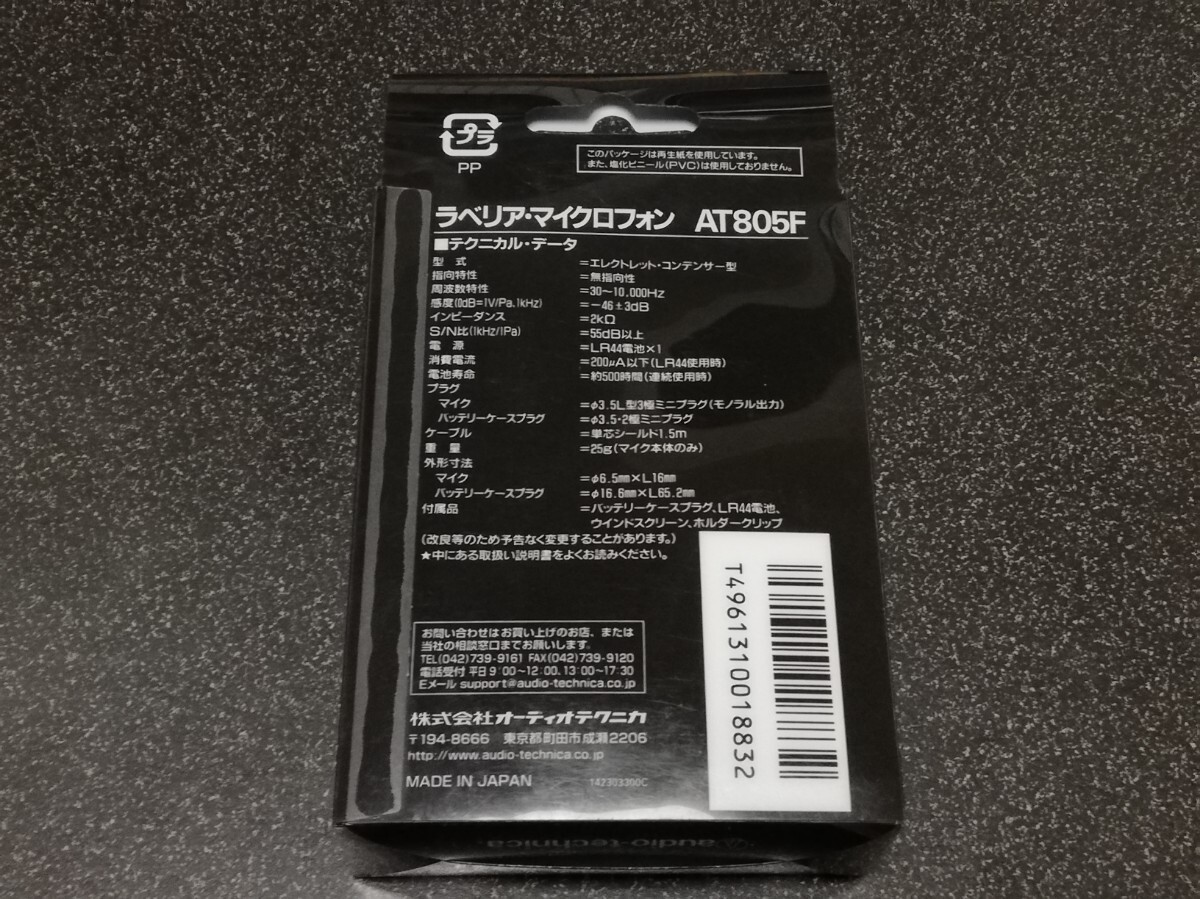 プラ
PP
このパッケージは再生紙を使用しています。
また、塩化ビニール(PVC)は使用しておりません。
ラベリア・マイクロフォン AT805F
■テクニカル・データ
型 式 =エレクトレット・コンデンサー型
指向特性 =無指向性
周波数特性 =30〜10,000Hz
感度(0dB=1V/Pa,1kHz) =−46±3dB
インピーダンス =2kΩ
S/N比(1kHz/1Pa) =55dB以上
電 源 =LR44電池×1
消費電流 =200μA以下(LR44使用時)
電池寿命 =約500時間(連続使用時)
プラグ
マイク =φ3.5L型3極ミニプラグ(モノラル出力)
バッテリーケースプラグ =φ3.5・2極ミニプラグ
ケーブル =単芯シールド1.5m
重 量 =25g(マイク本体のみ)
外形寸法
マイク =φ6.5㎜×L16㎜
バッテリーケースプラグ =φ16.6㎜×L65.2㎜
付属品 =バッテリーケースプラグ、LR44電池、
ウインドスクリーン、ホルダークリップ
(改良等のため予告なく変更することがあります。)
★中にある取扱い説明書をよくお読みください。
T4961310018832
お問い合わせはお買い上げのお店、または
当社の相談窓口までお願いします。
TEL(042)739-9161 FAX(042)739-9120
電話受付 平日9:00〜12:00、13:00〜17:30
Eメール support@audio-technica.co.jp
株式会社オーディオテクニカ
〒194-8666 東京都町田市成瀬2206
http://www.audio-technica.co.jp
MADE IN JAPAN 142303300C
audio-technica.